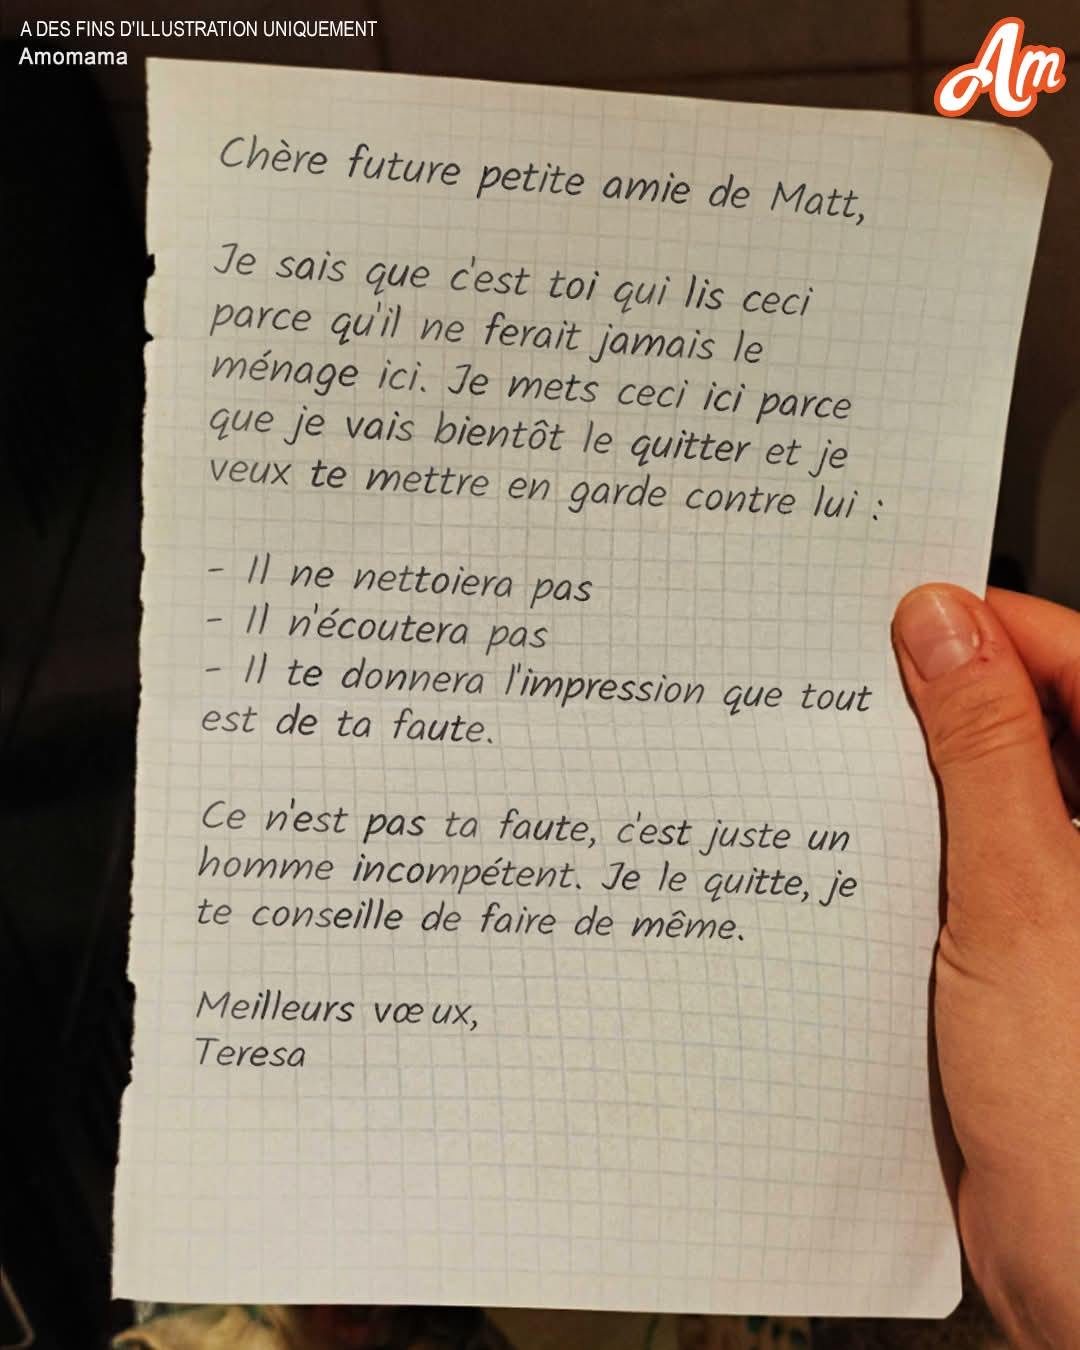 A DES FINS D'ILLUSTRATION UNIQUEMENT
Amomama
Am
Chère future petite amie de Matt,
Je sais que c'est toi qui lis ceci
parce qu'il ne ferait jamais le
ménage ici. Je mets ceci ici parce
que je vais bientôt le quitter et je
veux te mettre en garde contre lui :
- Il ne nettoiera pas
- Il n'écoutera pas
- Il te donnera l'impression que tout
est de ta faute.
Ce n'est pas ta faute, c'est juste un
homme incompétent. Je le quitte, je
te conseille de faire de même.
Meilleurs vœux,
Teresa